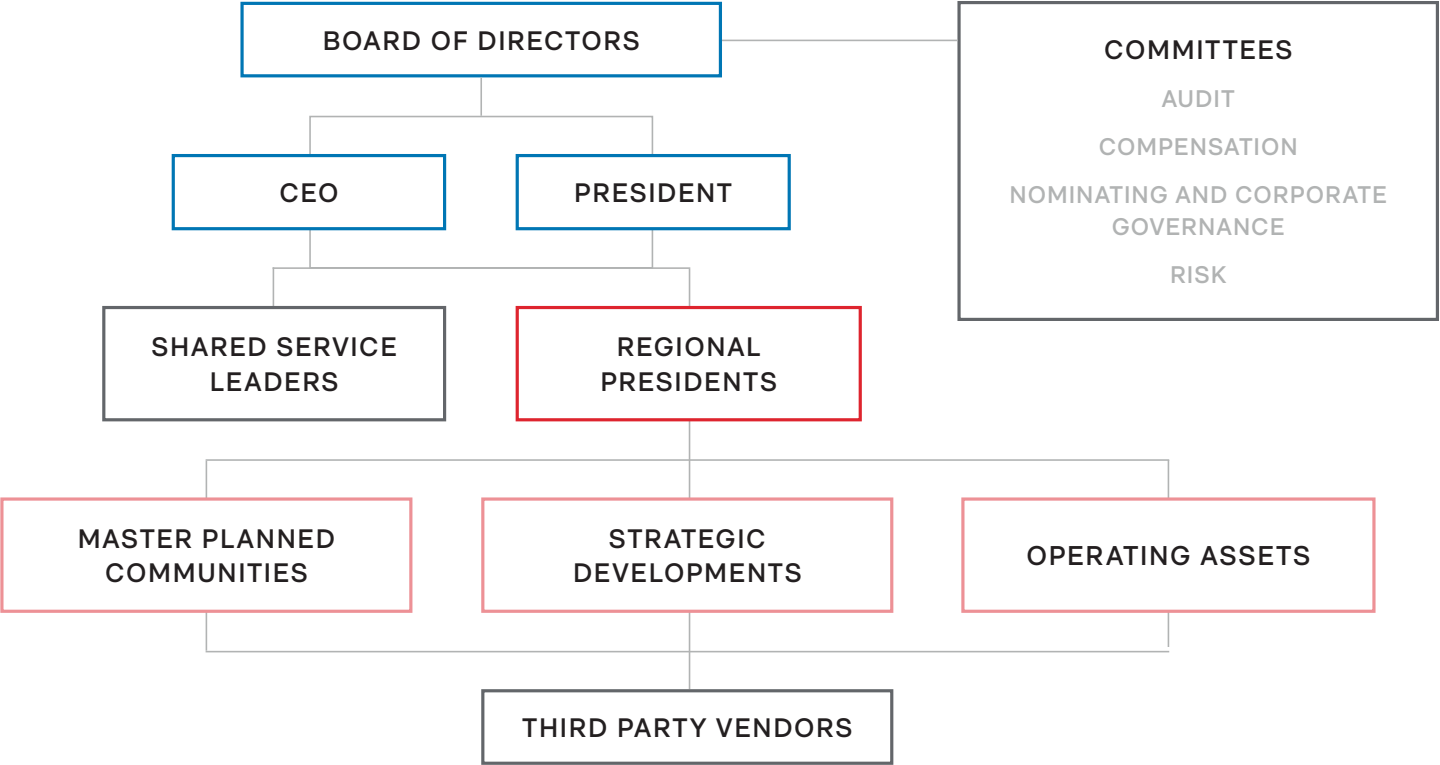 BOARD OF DIRECTORS
COMMITTEES
AUDIT
COMPENSATION
NOMINATING AND CORPORATE
GOVERNANCE
RISK
CEO
PRESIDENT
SHARED SERVICE
LEADERS
REGIONAL
PRESIDENTS
MASTER PLANNED
COMMUNITIES
STRATEGIC
DEVELOPMENTS
OPERATING ASSETS
THIRD PARTY VENDORS